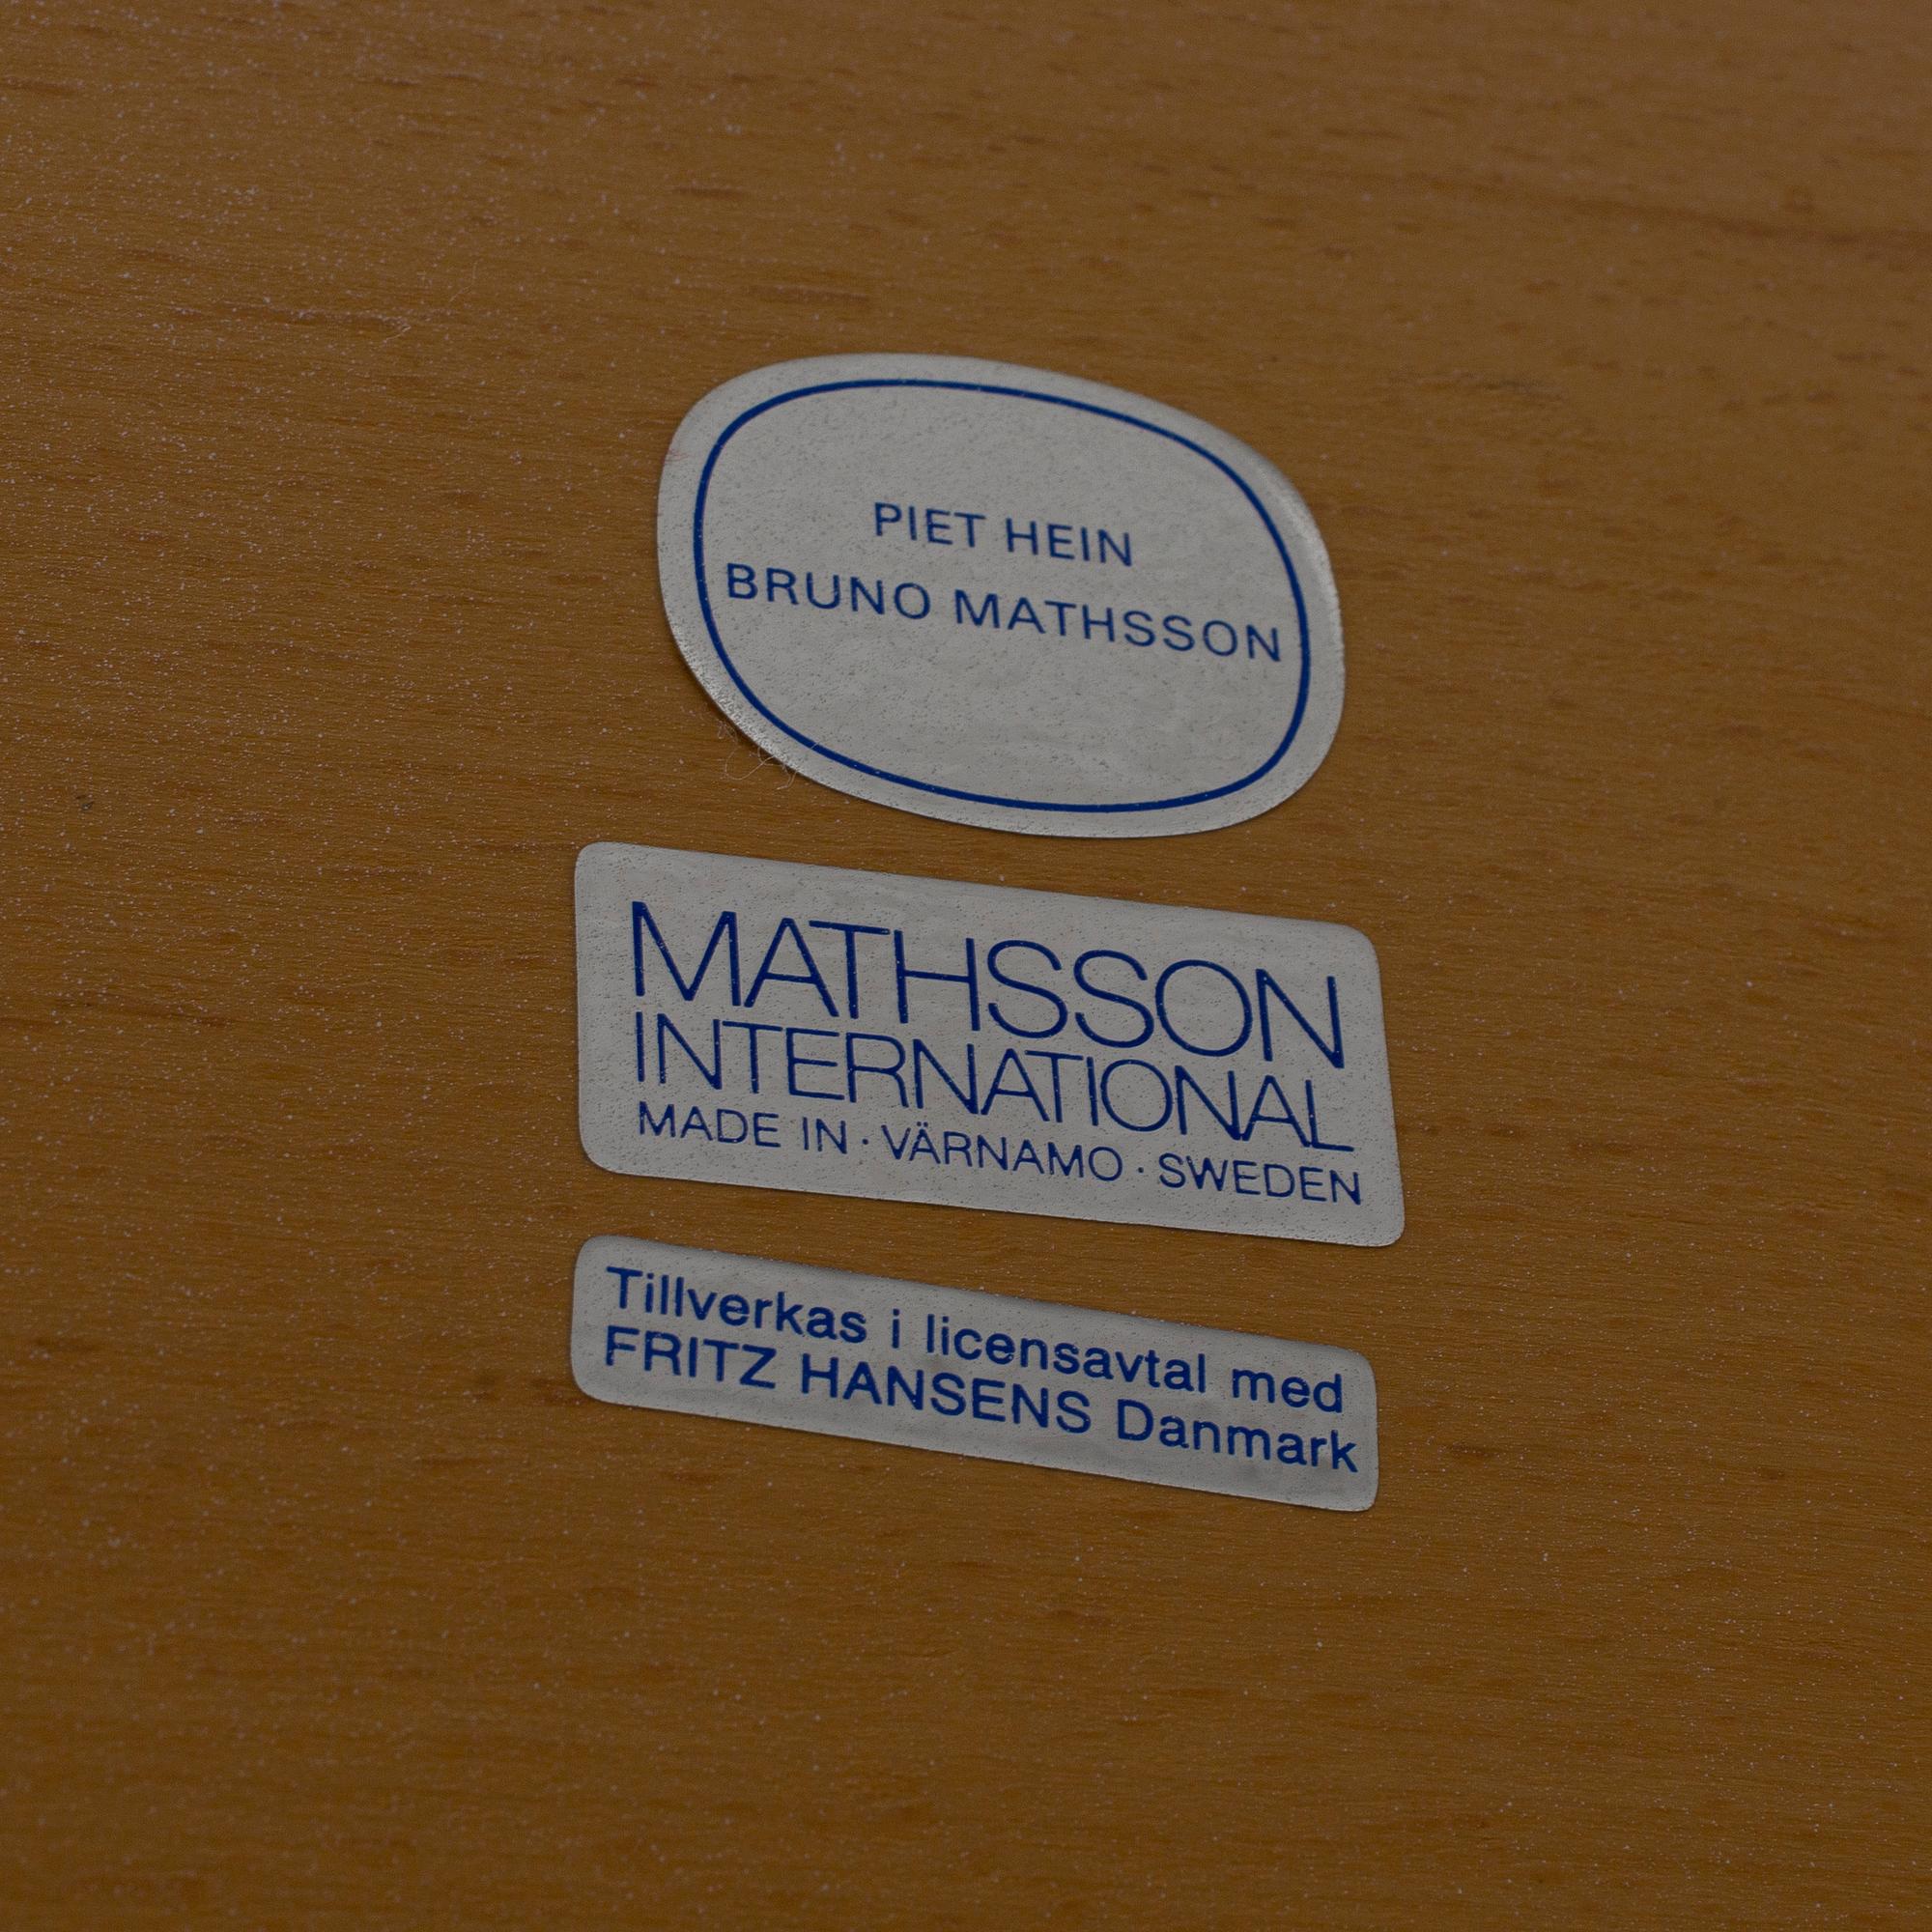 PIET HEIN
BRUNO MATHSSON
MATHSSON
INTERNATIONAL
MADE IN · VÄRNAMO · SWEDEN
Tillverkas i licensavtal med
FRITZ HANSENS Danmark